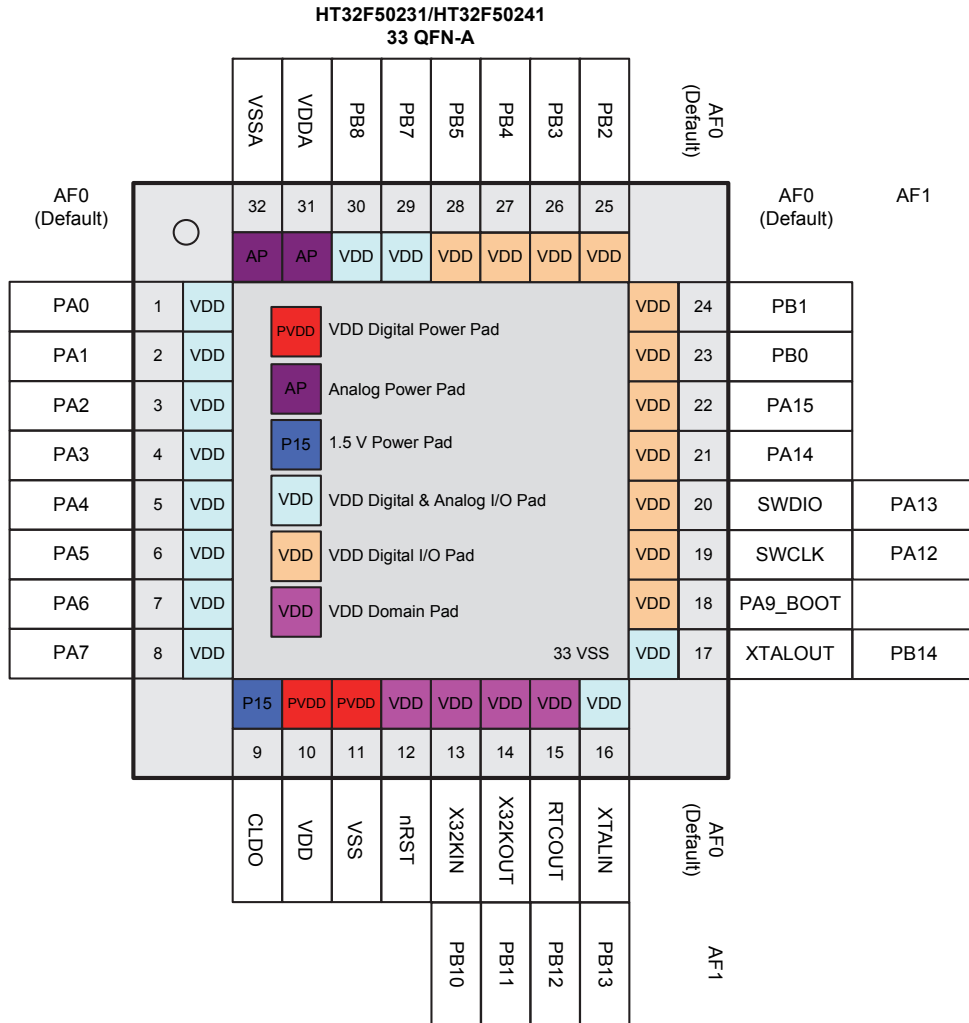 HT32F50231/HT32F50241
33 QFN-A
VSSA
VDDA
PB8
PB7
PB5
PB4
PB3
PB2
AF0
(Default)
AF0
(Default)
32 31 30 29 28 27 26 25
AF0
(Default)
AF1
AP AP VDD VDD VDD VDD VDD VDD
PA0 1 VDD
VDD 24 PB1
PA1 2 VDD
VDD 23 PB0
PA2 3 VDD
VDD 22 PA15
PA3 4 VDD
VDD 21 PA14
PA4 5 VDD
VDD 20 SWDIO PA13
PA5 6 VDD
VDD 19 SWCLK PA12
PA6 7 VDD
VDD 18 PA9_BOOT
PA7 8 VDD
VDD 17 XTALOUT PB14
PVDD VDD Digital Power Pad
AP Analog Power Pad
P15 1.5 V Power Pad
VDD VDD Digital & Analog I/O Pad
VDD VDD Digital I/O Pad
VDD VDD Domain Pad
33 VSS
P15 PVDD PVDD VDD VDD VDD VDD VDD
9 10 11 12 13 14 15 16
CLDO
VDD
VSS
nRST
X32KIN
X32KOUT
RTCOUT
XTALIN
AF0
(Default)
PB10
PB11
PB12
PB13
AF1